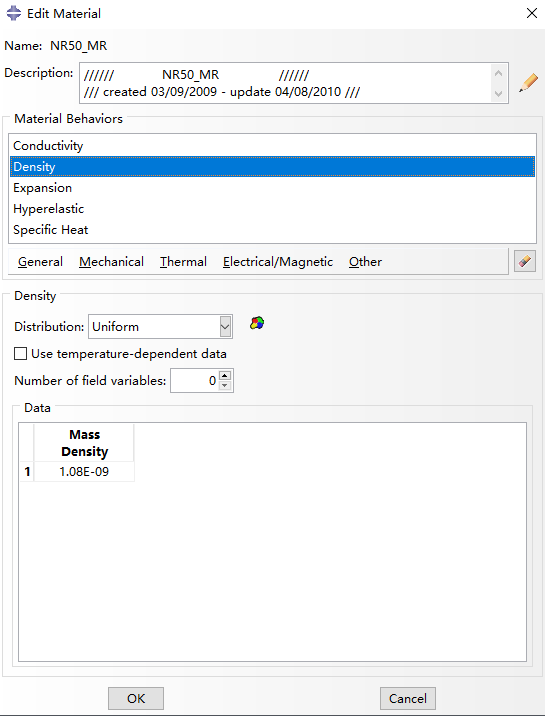 Edit Material
Name: NR50_MR
Description: ////// NR50_MR //////
/// created 03/09/2009 - update 04/08/2010 ///
Material Behaviors
Conductivity
Density
Expansion
Hyperelastic
Specific Heat
General Mechanical Thermal Electrical/Magnetic Other
Density
Distribution: Uniform
Use temperature-dependent data
Number of field variables: 0
Data
Mass
Density
1 1.08E-09
OK Cancel